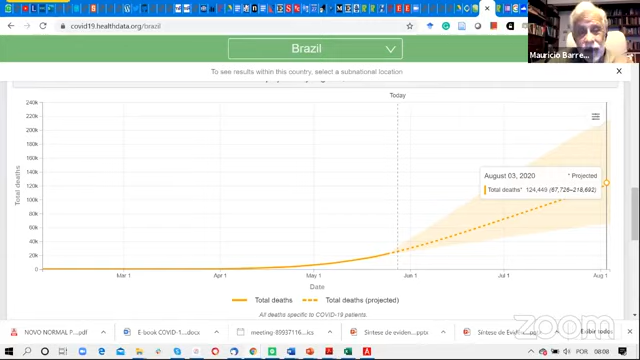 covid19.healthdata.org/brazil
Brazil
To see results within this country, select a subnational location
Mauricio Barre...
Today
240k
220k
200k
180k
160k
140k
120k
100k
80k
60k
40k
20k
0
Total deaths
August 03, 2020 * Projected
Total deaths* 124,449 (67,726–218,692)
Mar 1
Apr 1
May 1
Jun 1
Jul 1
Aug 1
Date
Total deaths
Total deaths (projected)
All deaths specific to COVID-19 patients.
zoom
NOVO NORMAL P....pdf
E-book COVID-1....docx
meeting-89937116....ics
Síntese de eviden....pptx
Síntese de Evid
Exibir todos
POR
08:08